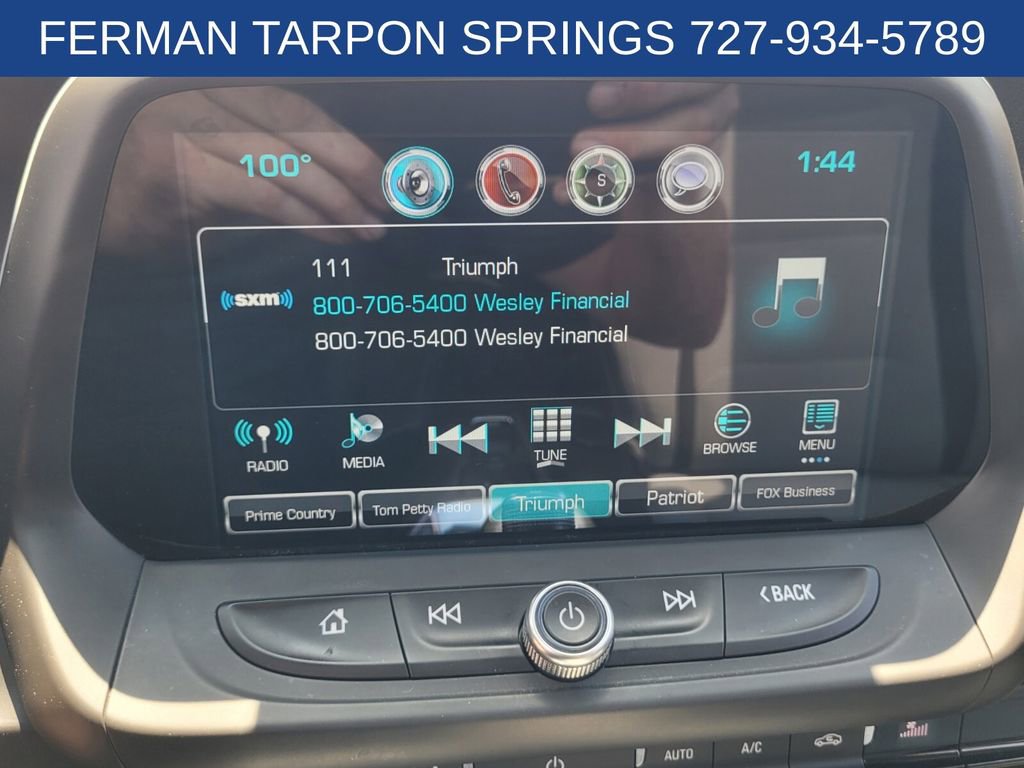 FERMAN TARPON SPRINGS 727-934-5789
100° 1:44
S
111 Triumph
sxm
800-706-5400 Wesley Financial
800-706-5400 Wesley Financial
RADIO MEDIA TUNE BROWSE MENU
Prime Country Tom Petty Radio Triumph Patriot FOX Business
BACK
AUTO A/C